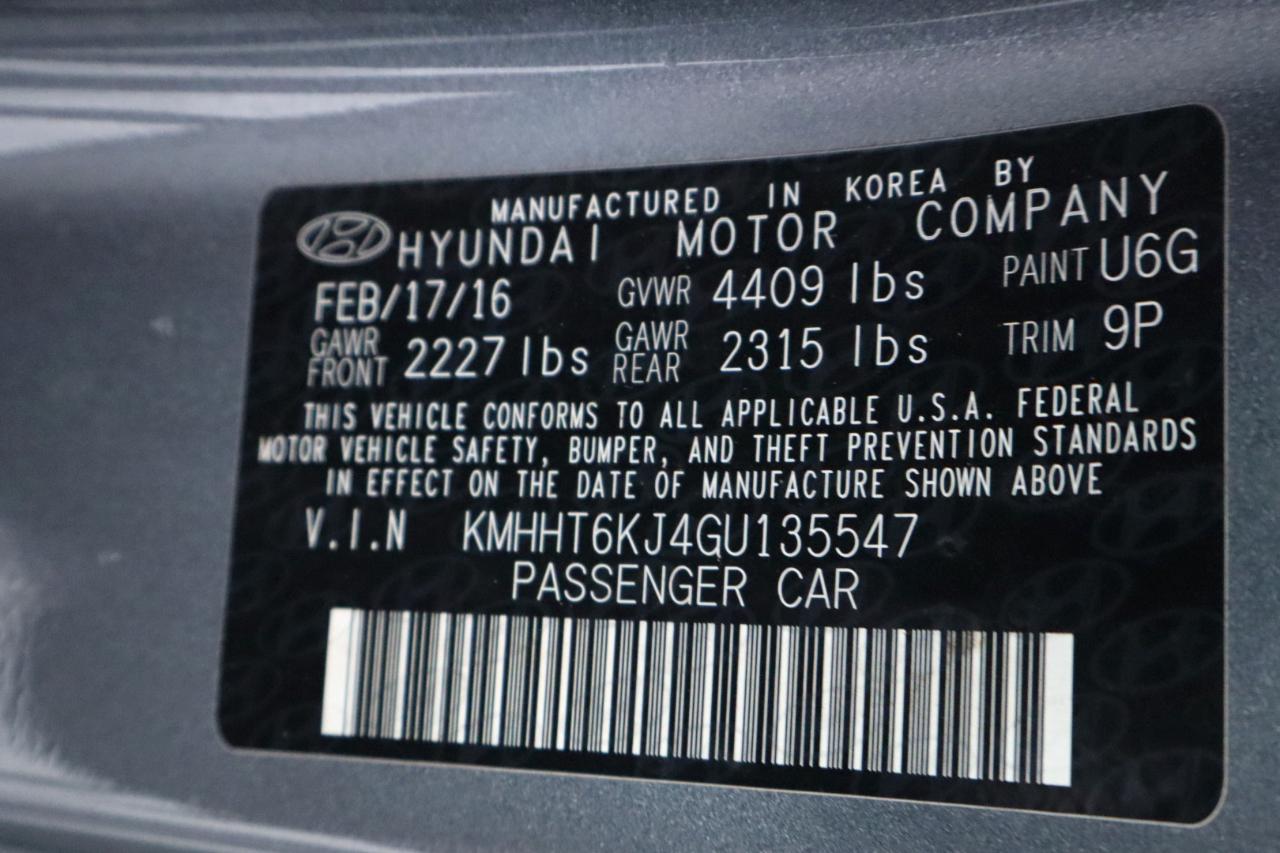 MANUFACTURED IN KOREA BY
HYUNDAI MOTOR COMPANY
FEB/17/16 GVWR 4409 lbs PAINT U6G
GAWR FRONT 2227 lbs GAWR REAR 2315 lbs TRIM 9P
THIS VEHICLE CONFORMS TO ALL APPLICABLE U.S.A. FEDERAL
MOTOR VEHICLE SAFETY, BUMPER, AND THEFT PREVENTION STANDARDS
IN EFFECT ON THE DATE OF MANUFACTURE SHOWN ABOVE
V.I.N KMHHT6KJ4GU135547
PASSENGER CAR